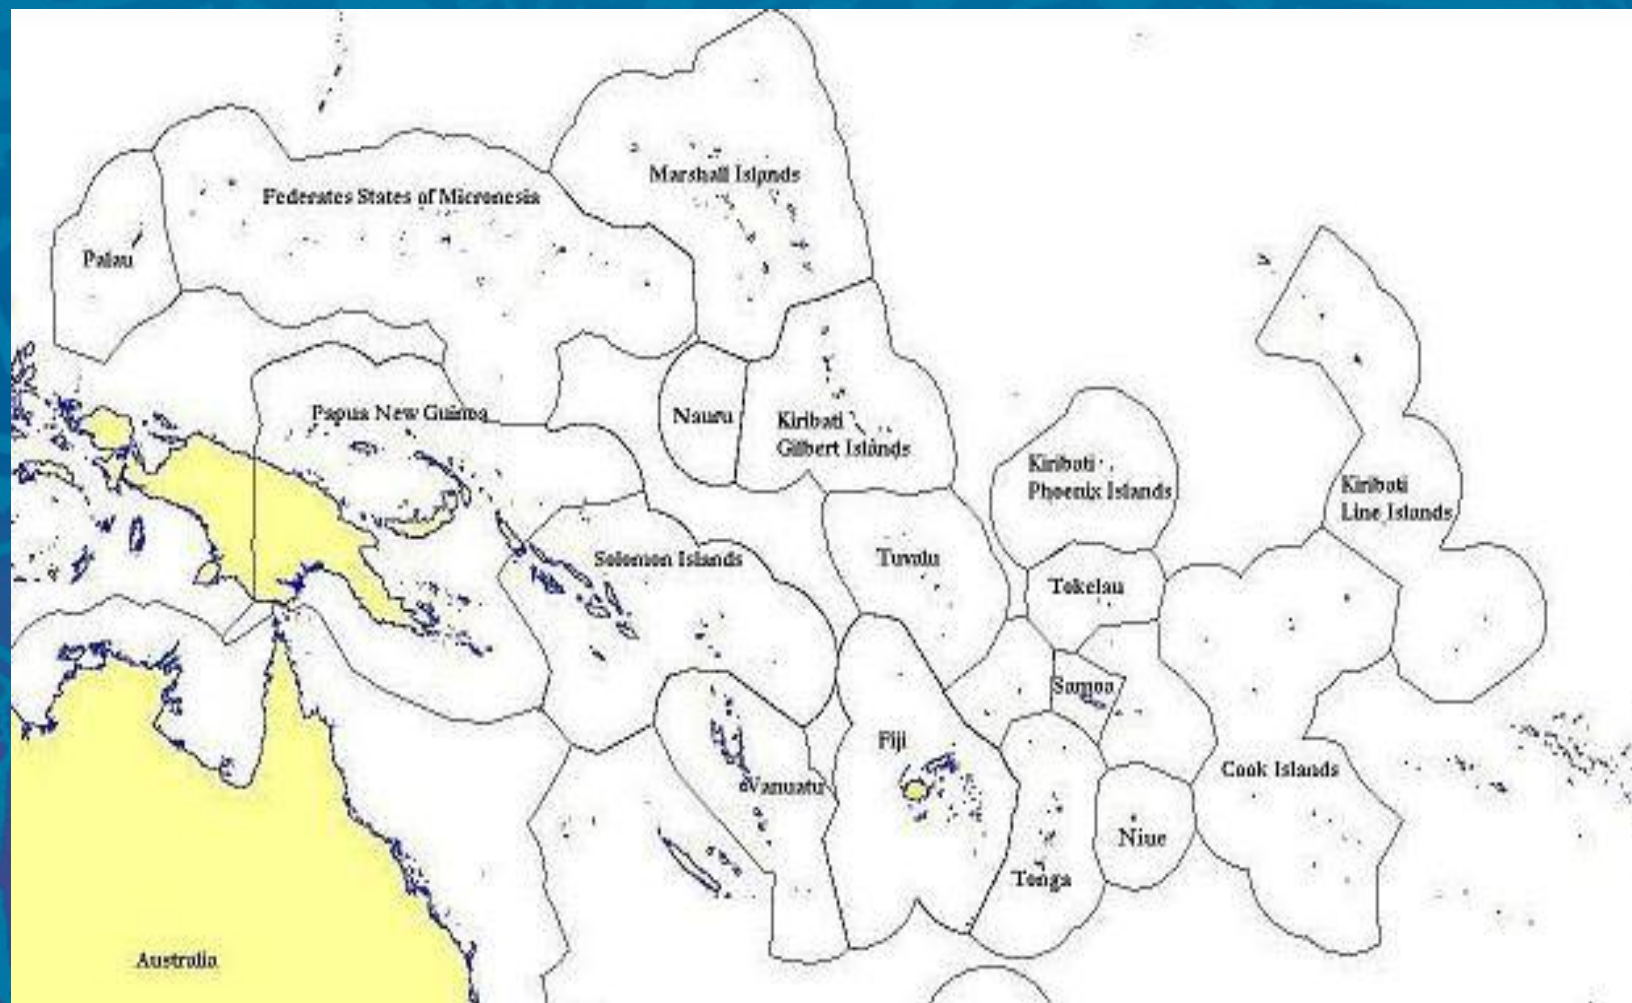 Marshall Islands
Federates States of Micronesia
Palau
Papua New Guinea
Nauru
Kiribati
Gilbert Islands
Kiribati
Phoenix Islands
Kiribati
Line Islands
Solomon Islands
Tuvalu
Tokelau
Samoa
Fiji
Vanuatu
Cook Islands
Niue
Tonga
Australia